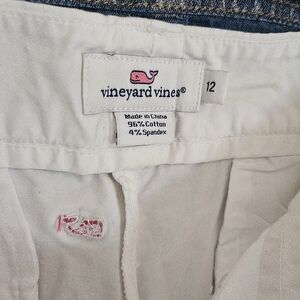 vineyard vines®
12
Made in China
96% Cotton
4% Spandex